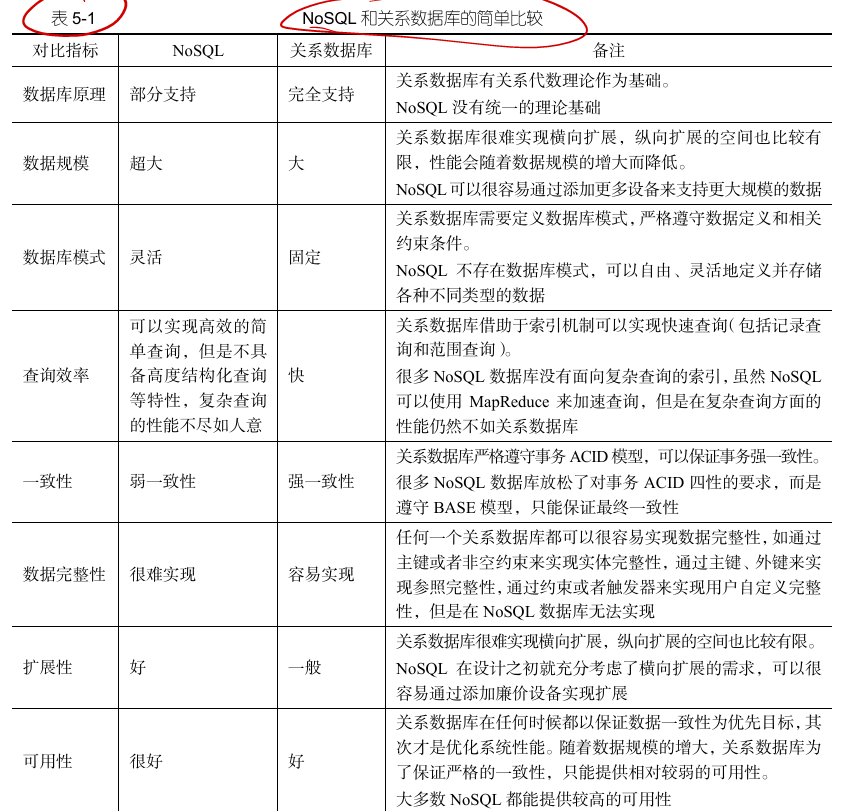 表 5-1 NoSQL 和关系数据库的简单比较
对比指标 NoSQL 关系数据库 备注
数据库原理 部分支持 完全支持
关系数据库有关系代数理论作为基础。
NoSQL 没有统一的理论基础
数据规模 超大 大
关系数据库很难实现横向扩展，纵向扩展的空间也比较有
限，性能会随着数据规模的增大而降低。
NoSQL 可以很容易通过添加更多设备来支持更大规模的数据
数据库模式 灵活 固定
关系数据库需要定义数据库模式，严格遵守数据定义和相关
约束条件。
NoSQL 不存在数据库模式，可以自由、灵活地定义并存储
各种不同类型的数据
查询效率
可以实现高效的简
单查询，但是不具
备高度结构化查询
等特性，复杂查询
的性能不尽如人意
快
关系数据库借助于索引机制可以实现快速查询（包括记录查
询和范围查询）。
很多 NoSQL 数据库没有面向复杂查询的索引，虽然 NoSQL
可以使用 MapReduce 来加速查询，但是在复杂查询方面的
性能仍然不如关系数据库
一致性 弱一致性 强一致性
关系数据库严格遵守事务 ACID 模型，可以保证事务强一致性。
很多 NoSQL 数据库放松了对事务 ACID 四性的要求，而是
遵守 BASE 模型，只能保证最终一致性
数据完整性 很难实现 容易实现
任何一个关系数据库都可以很容易实现数据完整性，如通过
主键或者非空约束来实现实体完整性，通过主键、外键来实
现参照完整性，通过约束或者触发器来实现用户自定义完整
性，但是在 NoSQL 数据库无法实现
扩展性 好 一般
关系数据库很难实现横向扩展，纵向扩展的空间也比较有限。
NoSQL 在设计之初就充分考虑了横向扩展的需求，可以很
容易通过添加廉价设备实现扩展
可用性 很好 好
关系数据库在任何时候都以保证数据一致性为优先目标，其
次才是优化系统性能。随着数据规模的增大，关系数据库为
了保证严格的一致性，只能提供相对较弱的可用性。
大多数 NoSQL 都能提供较高的可用性